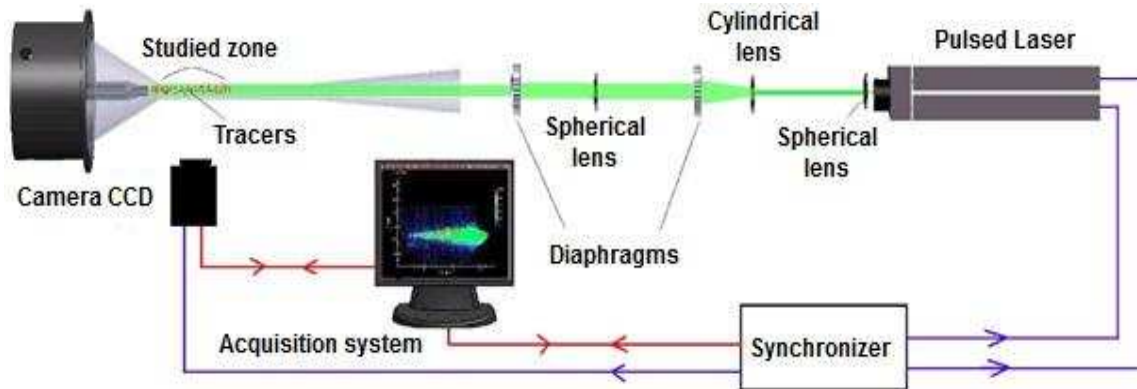 Cylindrical
lens
Pulsed Laser
Studied zone
Tracers
Spherical
lens
Spherical
lens
Camera CCD
Diaphragms
Acquisition system
Synchronizer